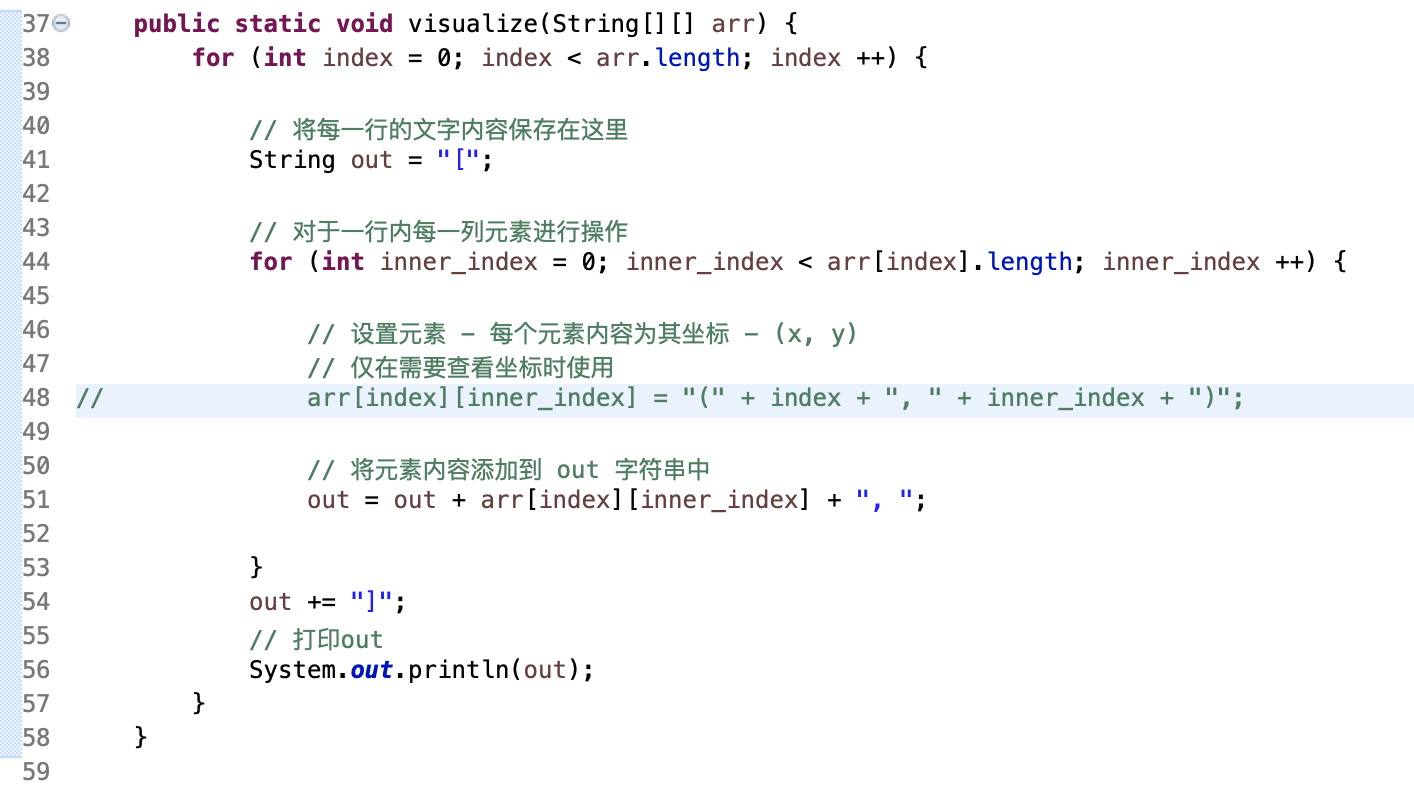 37 public static void visualize(String[][] arr) {
38 for (int index = 0; index < arr.length; index ++) {
39
40 // 将每一行的文字内容保存在这里
41 String out = "[";
42
43 // 对于一行内每一列元素进行操作
44 for (int inner_index = 0; inner_index < arr[index].length; inner_index ++) {
45
46 // 设置元素 - 每个元素内容为其坐标 - (x, y)
47 // 仅在需要查看坐标时使用
48 // arr[index][inner_index] = "(" + index + ", " + inner_index + ")";
49
50 // 将元素内容添加到 out 字符串中
51 out = out + arr[index][inner_index] + ", ";
52
53 }
54 out += "]";
55 // 打印out
56 System.out.println(out);
57 }
58 }
59